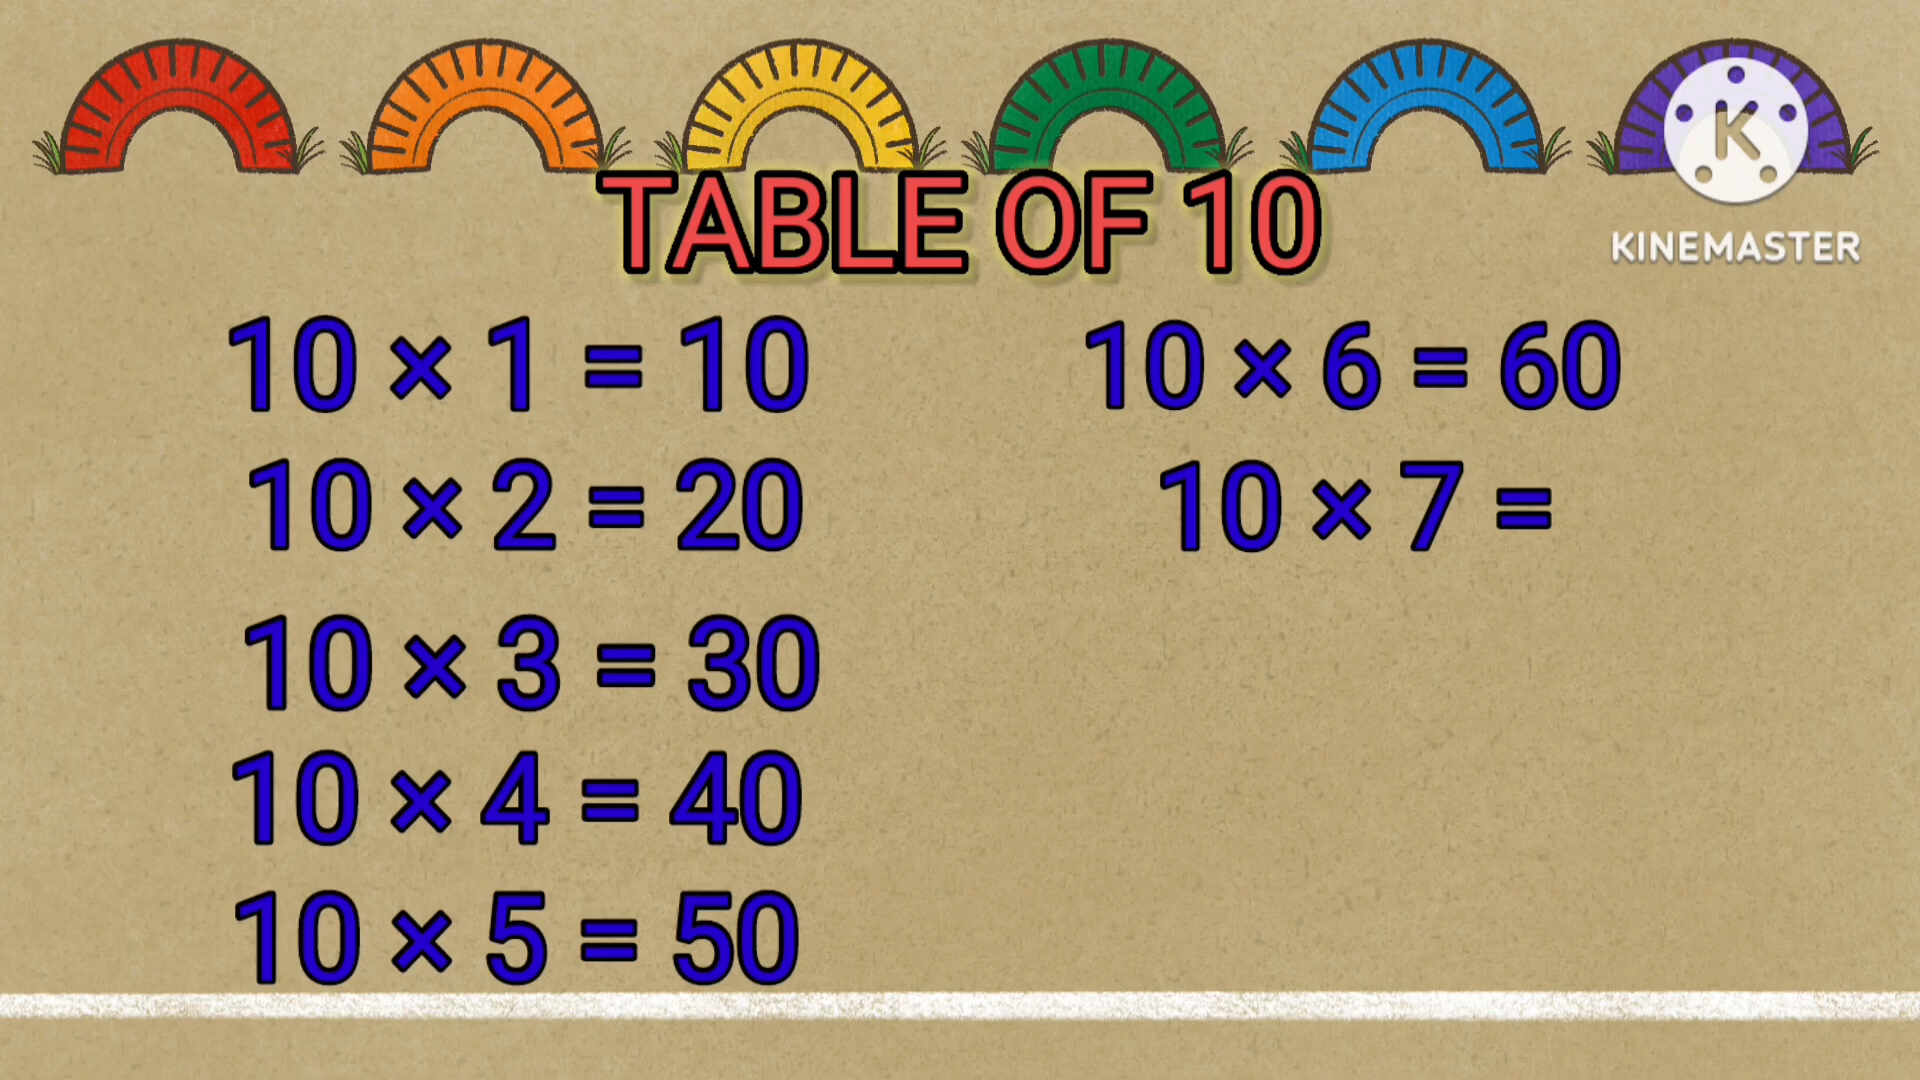 K
KINEMASTER
TABLE OF 10
10 × 1 = 10
10 × 2 = 20
10 × 3 = 30
10 × 4 = 40
10 × 5 = 50
10 × 6 = 60
10 × 7 =